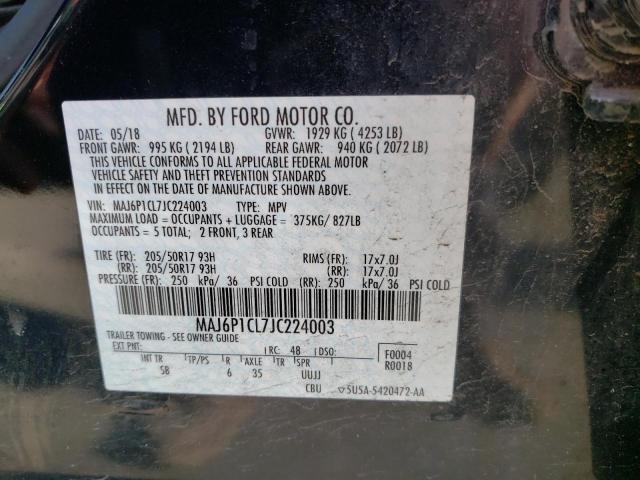 MFD. BY FORD MOTOR CO.
DATE: 05/18 GVWR: 1929 KG ( 4253 LB)
FRONT GAWR: 995 KG ( 2194 LB) REAR GAWR: 940 KG ( 2072 LB)
THIS VEHICLE CONFORMS TO ALL APPLICABLE FEDERAL MOTOR
VEHICLE SAFETY AND THEFT PREVENTION STANDARDS IN
EFFECT ON THE DATE OF MANUFACTURE SHOWN ABOVE.
VIN: MAJ6P1CL7JC224003 TYPE: MPV
MAXIMUM LOAD = OCCUPANTS + LUGGAGE = 375KG/ 827LB
OCCUPANTS = 5 TOTAL; 2 FRONT, 3 REAR
TIRE (FR): 205/50R17 93H RIMS (FR): 17x7.0J
(RR): 205/50R17 93H (RR): 17x7.0J
PRESSURE (FR): 250 kPa/ 36 PSI COLD (RR): 250 kPa/ 36 PSI COLD
MAJ6P1CL7JC224003
TRAILER TOWING - SEE OWNER GUIDE
EXT PNT: RC: 48 DSO: F0004
R0018
INT TR TP/PS R AXLE TR SPR
5B 6 35 UUJJ
CBU 5U5A-5420472-AA